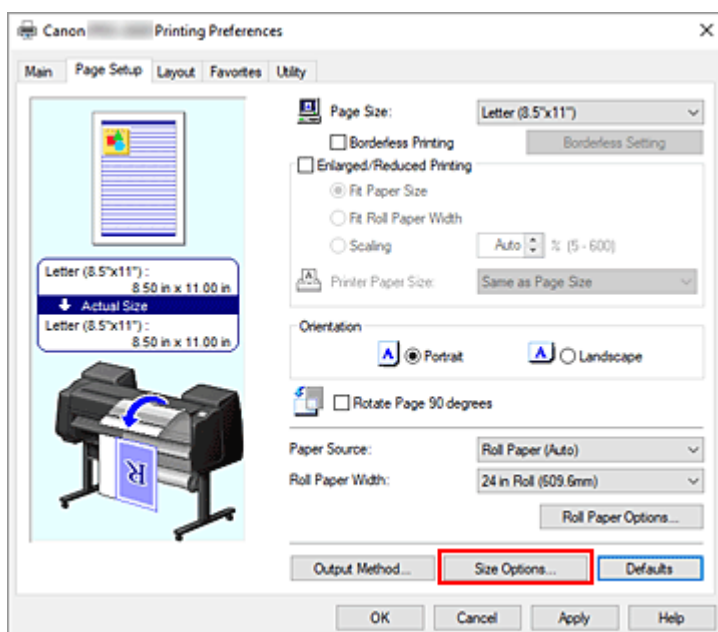 Canon Printing Preferences
Main Page Setup Layout Favorites Utility
Page Size: Letter (8.5"x11")
Borderless Printing Borderless Setting
Enlarged/Reduced Printing
Fit Paper Size
Fit Roll Paper Width
Scaling Auto % (5 - 600)
Printer Paper Size: Same as Page Size
Letter (8.5"x11") :
8.50 in x 11.00 in
Actual Size
Letter (8.5"x11") :
8.50 in x 11.00 in
Orientation
A Portrait A Landscape
Rotate Page 90 degrees
R
Paper Source: Roll Paper (Auto)
Roll Paper Width: 24 in Roll (609.6mm)
Roll Paper Options...
Output Method... Size Options... Defaults
OK Cancel Apply Help